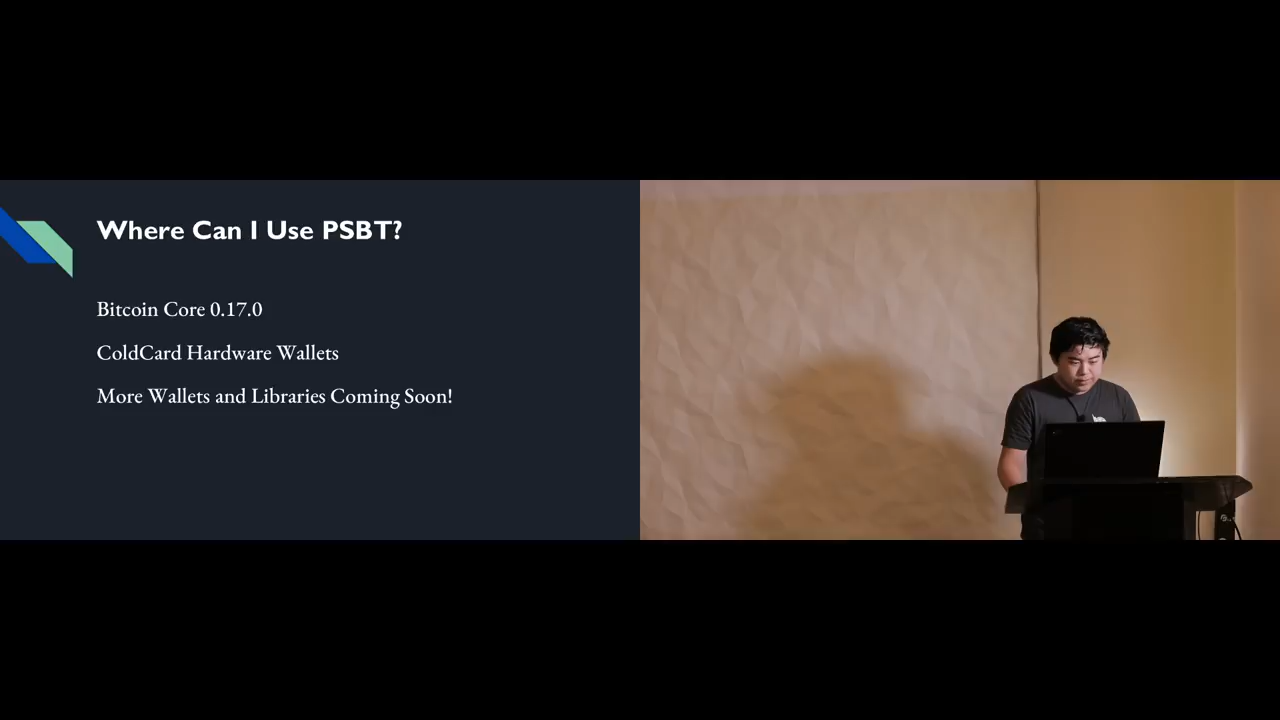 Where Can I Use PSBT?
Bitcoin Core 0.17.0
ColdCard Hardware Wallets
More Wallets and Libraries Coming Soon!